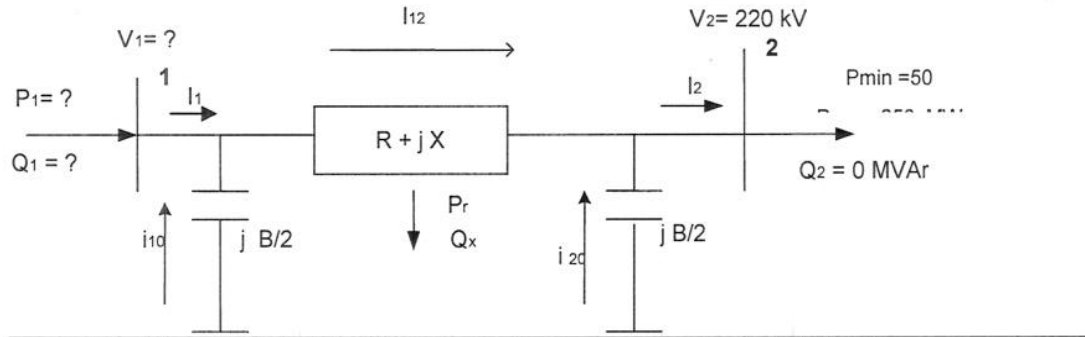 I12
V2= 220 kV
V1= ?
2
1
Pmin =50
P1= ?
I1
I2
R + j X
Q1 = ?
Q2 = 0 MVAr
Pr
Qx
i10
j B/2
i 20
j B/2